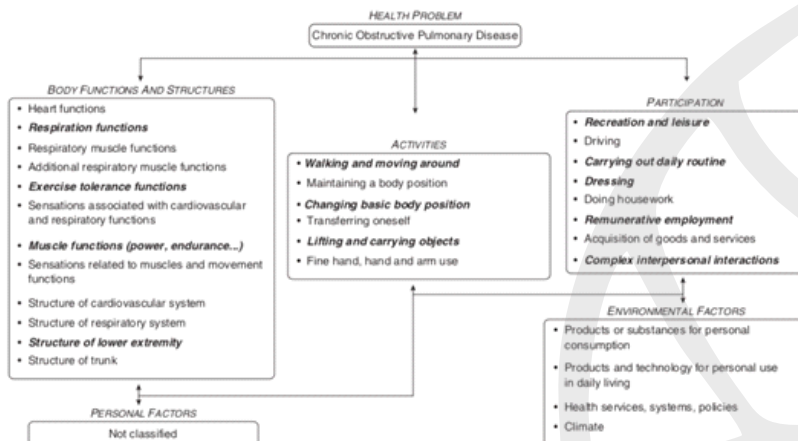 HEALTH PROBLEM
Chronic Obstructive Pulmonary Disease
BODY FUNCTIONS AND STRUCTURES
• Heart functions
• Respiration functions
• Respiratory muscle functions
• Additional respiratory muscle functions
• Exercise tolerance functions
• Sensations associated with cardiovascular
and respiratory functions
• Muscle functions (power, endurance...)
• Sensations related to muscles and movement
functions
• Structure of cardiovascular system
• Structure of respiratory system
• Structure of lower extremity
• Structure of trunk
ACTIVITIES
• Walking and moving around
• Maintaining a body position
• Changing basic body position
• Transferring oneself
• Lifting and carrying objects
• Fine hand, hand and arm use
PARTICIPATION
• Recreation and leisure
• Driving
• Carrying out daily routine
• Dressing
• Doing housework
• Remunerative employment
• Acquisition of goods and services
• Complex interpersonal interactions
ENVIRONMENTAL FACTORS
• Products or substances for personal
consumption
• Products and technology for personal use
in daily living
• Health services, systems, policies
• Climate
PERSONAL FACTORS
Not classified